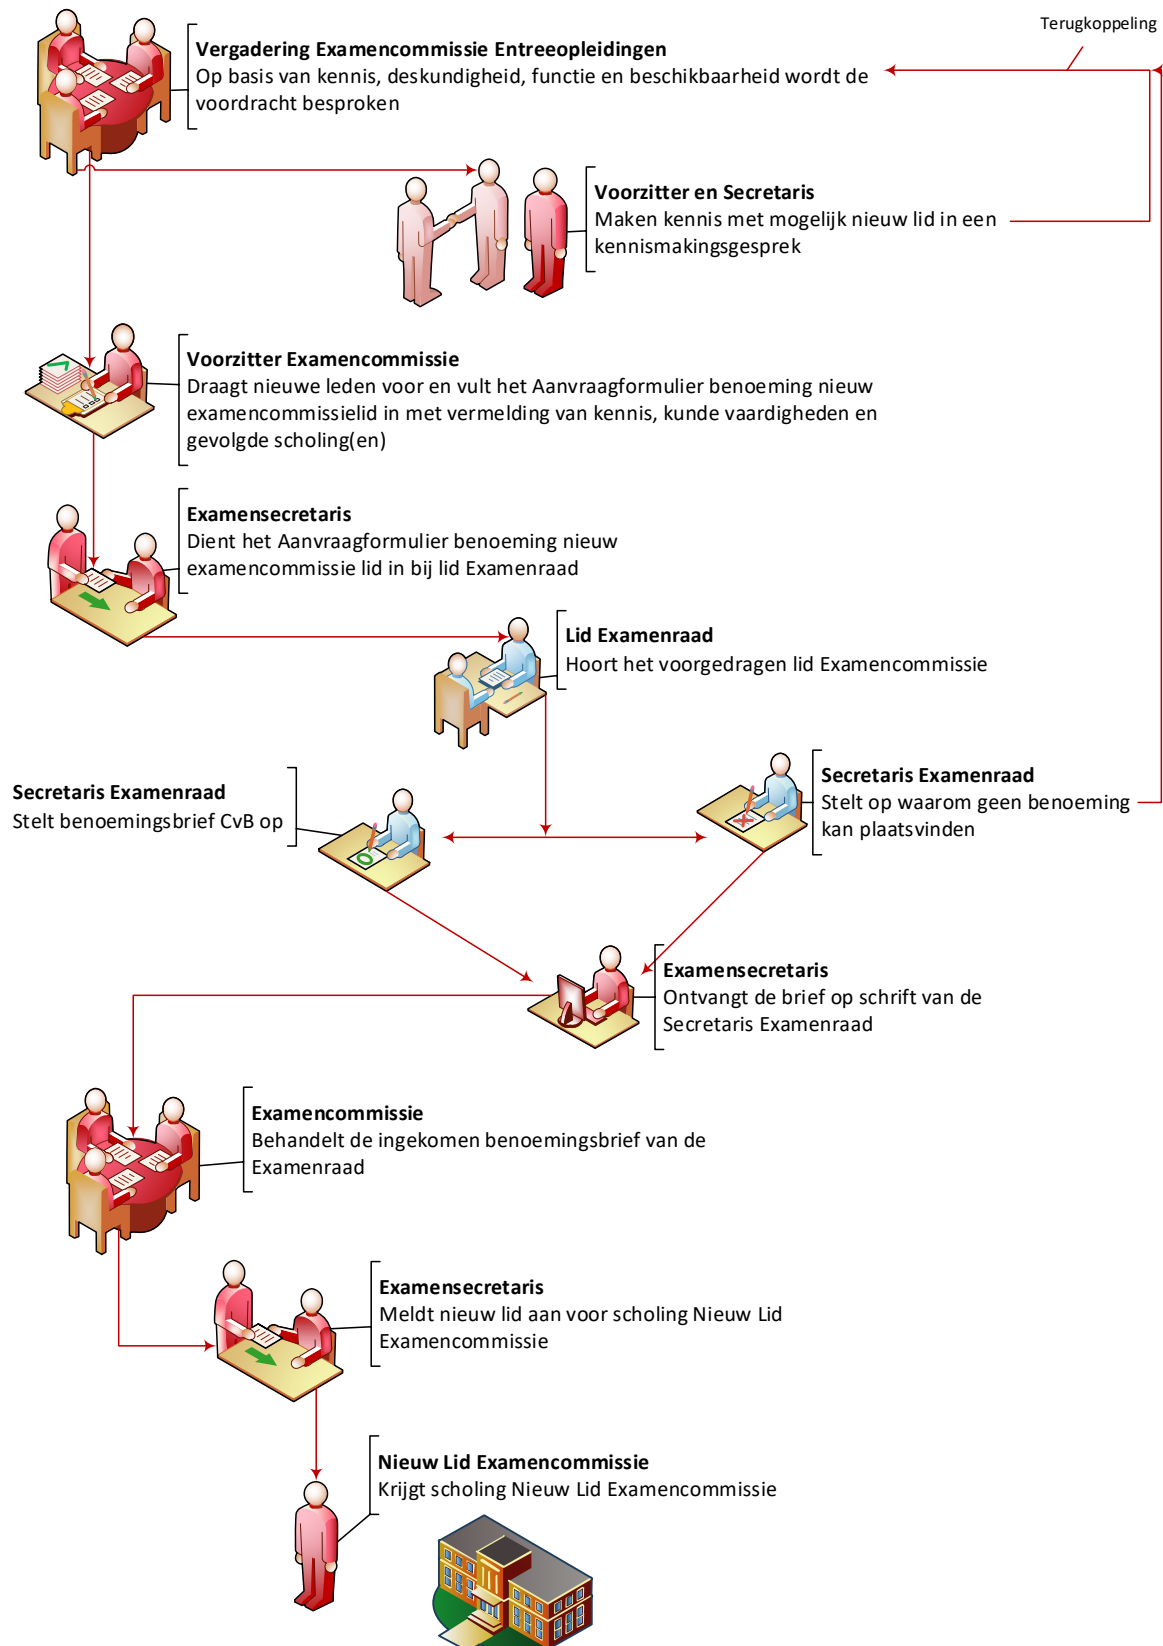 Terugkoppeling
Vergadering Examencommissie Entreeopleidingen
Op basis van kennis, deskundigheid, functie en beschikbaarheid wordt de
voordracht besproken
Voorzitter en Secretaris
Maken kennis met mogelijk nieuw lid in een
kennismakingsgesprek
Voorzitter Examencommissie
Draagt nieuwe leden voor en vult het Aanvraagformulier benoeming nieuw
examencommissielid in met vermelding van kennis, kunde vaardigheden en
gevolgde scholing(en)
Examensecretaris
Dient het Aanvraagformulier benoeming nieuw
examencommissie lid in bij lid Examenraad
Lid Examenraad
Hoort het voorgedragen lid Examencommissie
Secretaris Examenraad
Stelt benoemingsbrief CvB op
Secretaris Examenraad
Stelt op waarom geen benoeming
kan plaatsvinden
Examensecretaris
Ontvangt de brief op schrift van de
Secretaris Examenraad
Examencommissie
Behandelt de ingekomen benoemingsbrief van de
Examenraad
Examensecretaris
Meldt nieuw lid aan voor scholing Nieuw Lid
Examencommissie
Nieuw Lid Examencommissie
Krijgt scholing Nieuw Lid Examencommissie